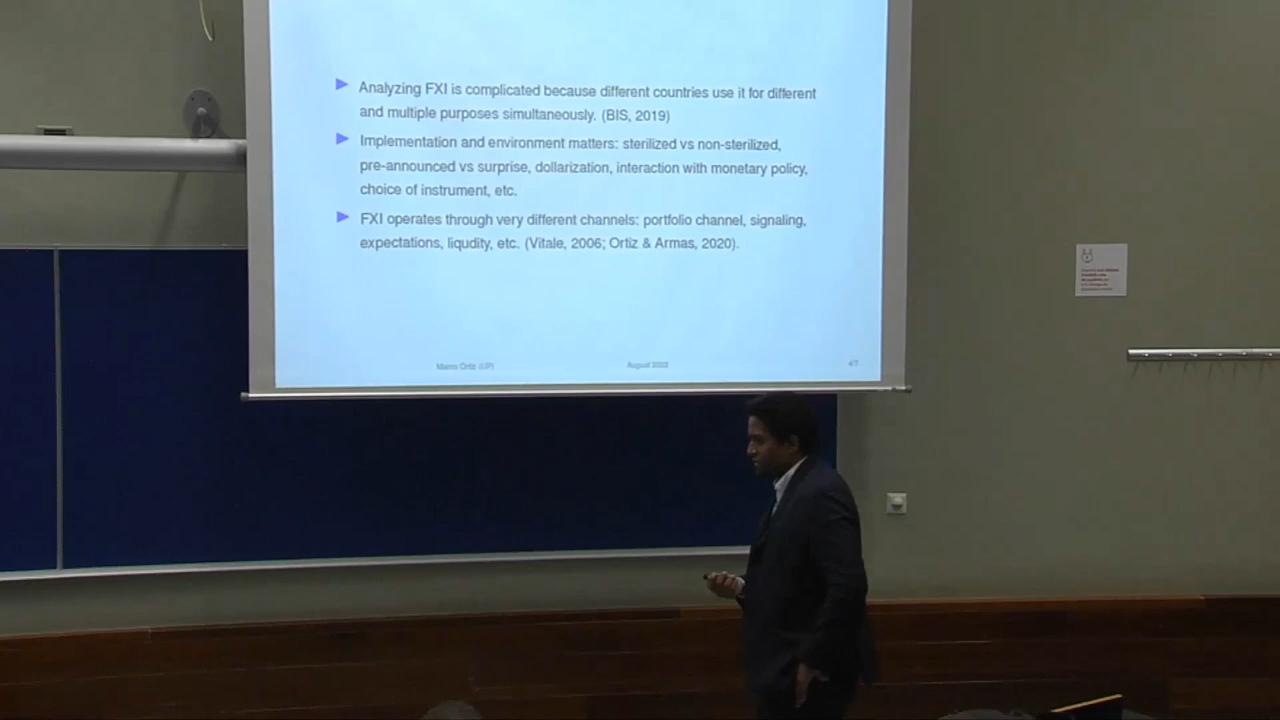 Analyzing FXI is complicated because different countries use it for different
and multiple purposes simultaneously. (BIS, 2019)
Implementation and environment matters: sterilized vs non-sterilized,
pre-announced vs surprise, dollarization, interaction with monetary policy,
choice of instrument, etc.
FXI operates through very different channels: portfolio channel, signaling,
expectations, liqudity, etc. (Vitale, 2006; Ortiz & Armas, 2020).
Marco Ortiz (UP) August 2022 4/7